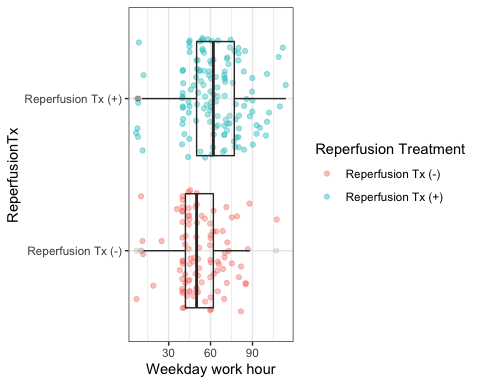 ReperfusionTx
Reperfusion Tx (+)
Reperfusion Tx (-)
30 60 90
Weekday work hour
Reperfusion Treatment
Reperfusion Tx (-)
Reperfusion Tx (+)